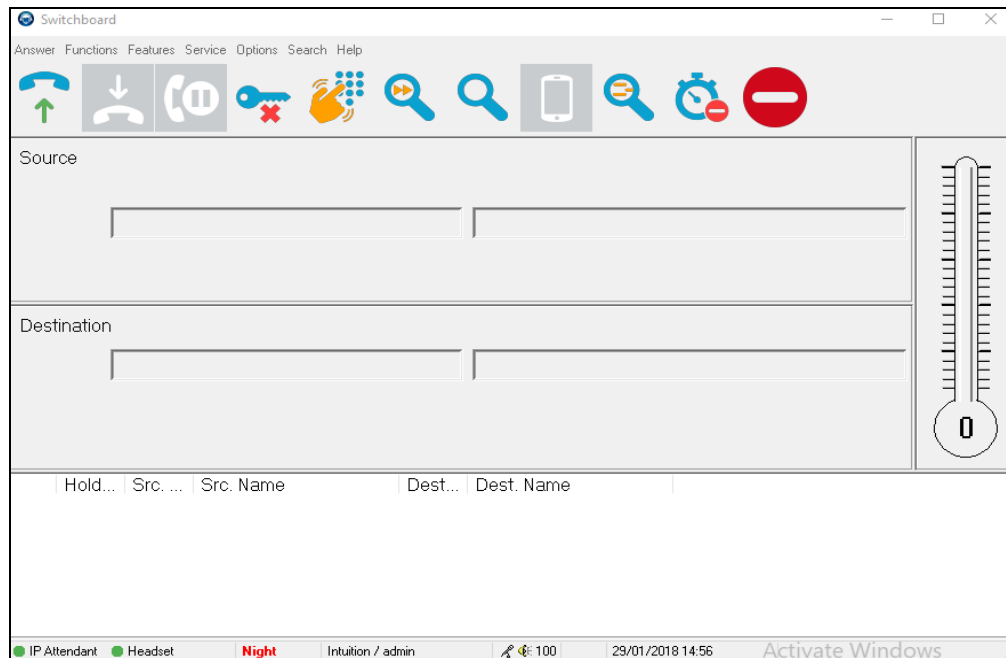 Switchboard
Answer Functions Features Service Options Search Help
Source
Destination
0
Hold... Src. ... Src. Name Dest... Dest. Name
IP Attendant Headset Night Intuition / admin 100 29/01/2018 14:56 Activate Windows